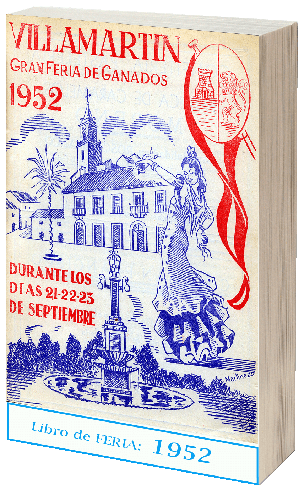 VILLAMARTIN
GRAN FERIA DE GANADOS
1952
DURANTE LOS
DIAS 21-22-23
DE SEPTIEMBRE
Libro de FERIA: 1952